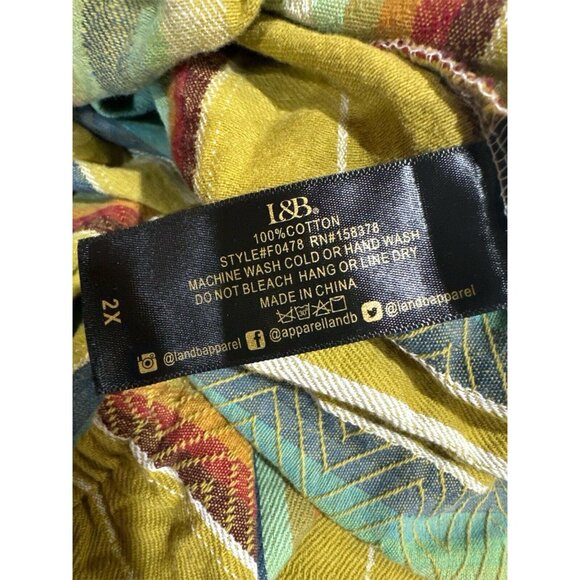 L&B®
100%COTTON
STYLE#F0478 RN#158378
MACHINE WASH COLD OR HAND WASH
DO NOT BLEACH HANG OR LINE DRY
MADE IN CHINA
2X
@landbapparel @apparellandb @landbapparel